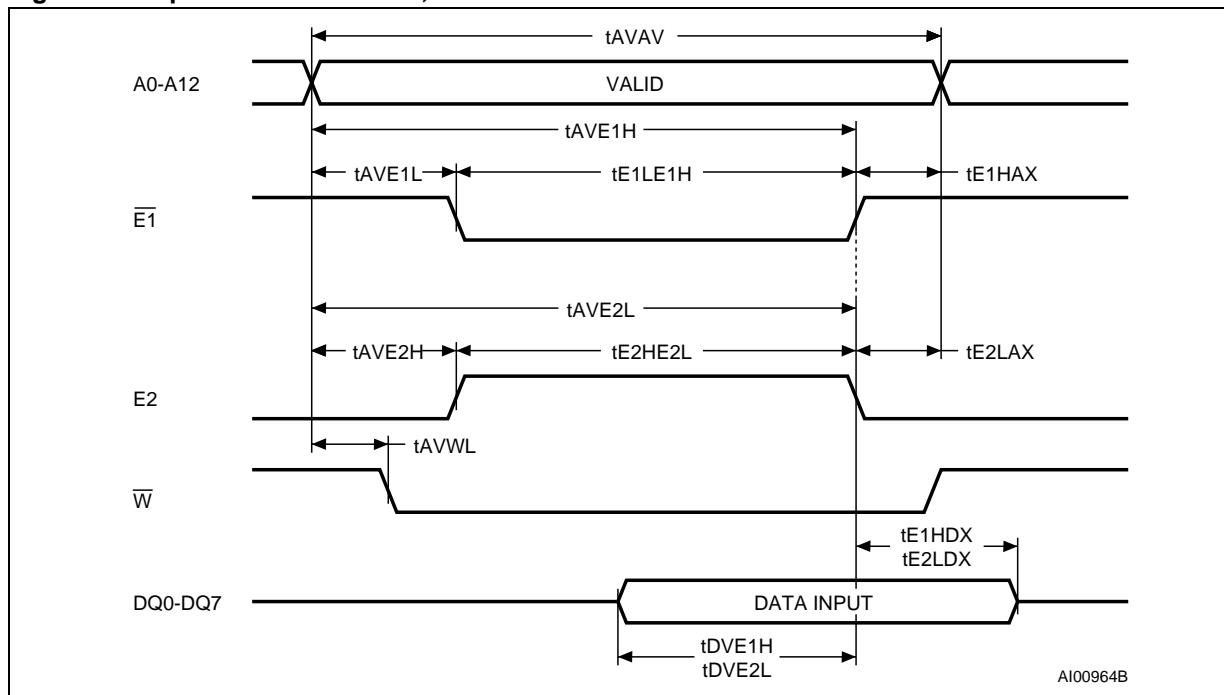 tAVAV
A0-A12
VALID
tAVE1H
tAVE1L
tE1LE1H
tE1HAX
E1
tAVE2L
tAVE2H
tE2HE2L
tE2LAX
E2
tAVWL
W
tE1HDX
tE2LDX
DQ0-DQ7
DATA INPUT
tDVE1H
tDVE2L
AI00964B